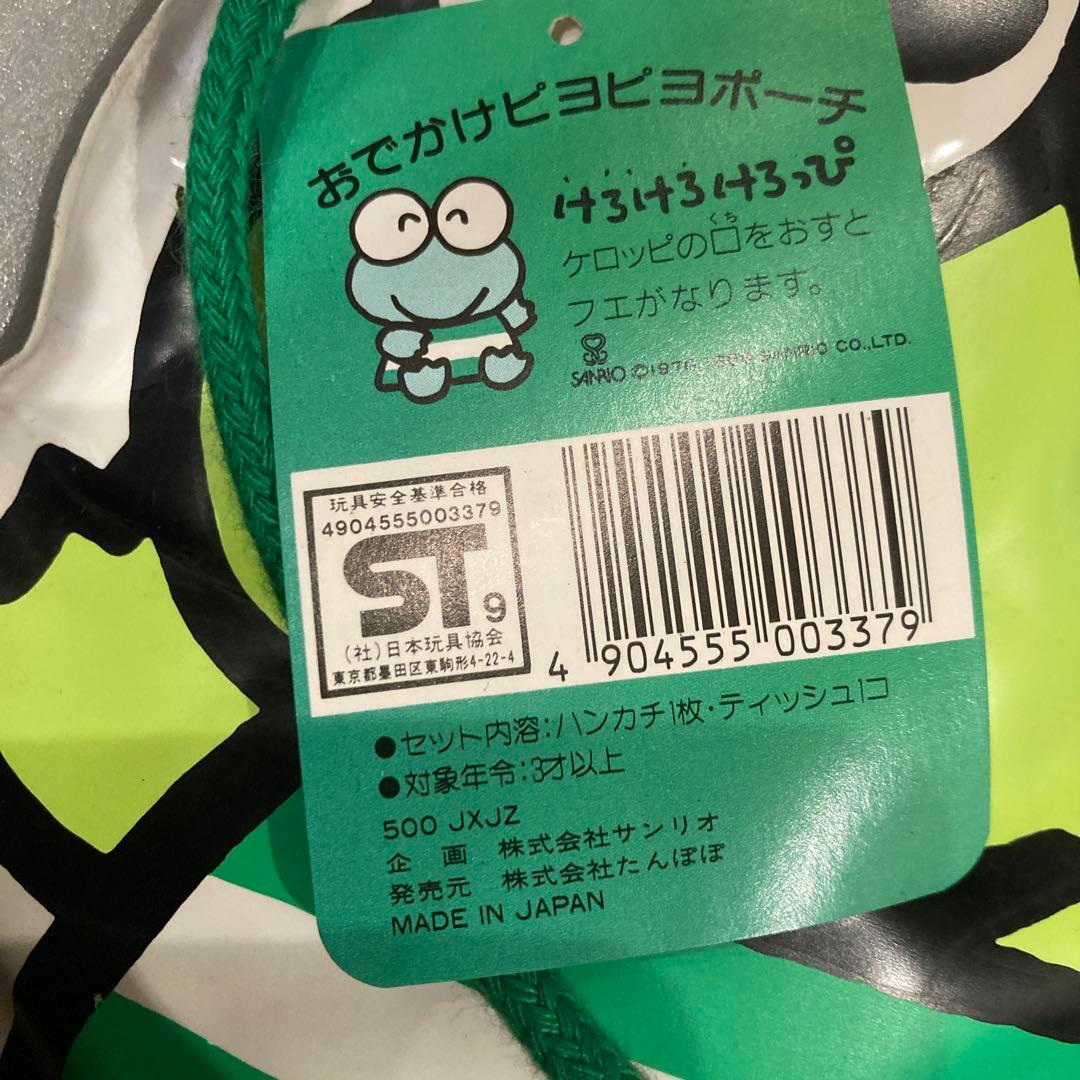 おでかけピヨピヨポーチ
けろけろけろっぴ
ケロッピの口をおすと
くち
フエがなります。
SANRIO ©1976, SANRIO CO.,LTD.
玩具安全基準合格
4904555003379
ST 9
(社)日本玩具協会
東京都墨田区東駒形4-22-4
4 904555 003379
●セット内容:ハンカチ1枚・ティッシュ1コ
●対象年令:3才以上
500 JXJZ
企 画 株式会社サンリオ
発売元 株式会社たんぽぽ
MADE IN JAPAN